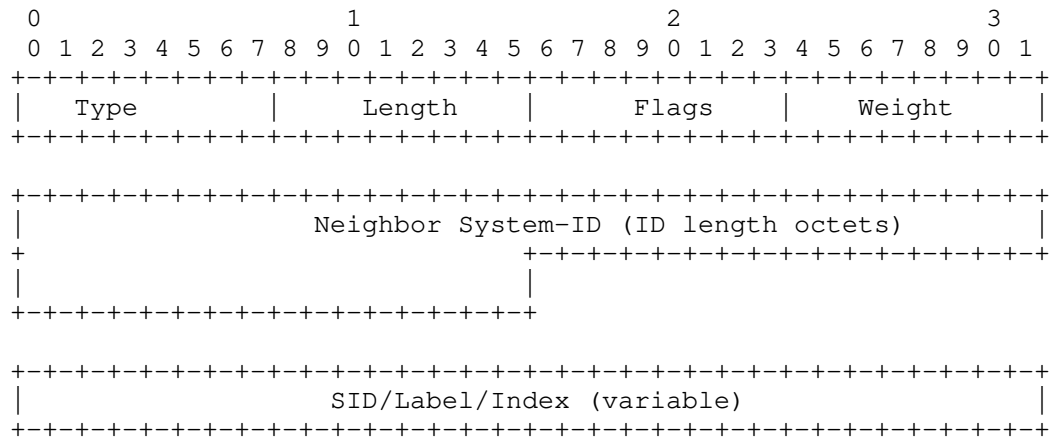 0                   1                   2                   3
0 1 2 3 4 5 6 7 8 9 0 1 2 3 4 5 6 7 8 9 0 1 2 3 4 5 6 7 8 9 0 1
+-+-+-+-+-+-+-+-+-+-+-+-+-+-+-+-+-+-+-+-+-+-+-+-+-+-+-+-+-+-+-+-+
|   Type        |     Length    |      Flags    |    Weight     |
+-+-+-+-+-+-+-+-+-+-+-+-+-+-+-+-+-+-+-+-+-+-+-+-+-+-+-+-+-+-+-+-+

+-+-+-+-+-+-+-+-+-+-+-+-+-+-+-+-+-+-+-+-+-+-+-+-+-+-+-+-+-+-+-+-+
|                  Neighbor System-ID (ID length octets)         |
+                               +-+-+-+-+-+-+-+-+-+-+-+-+-+-+-+-+
|                               |
+-+-+-+-+-+-+-+-+-+-+-+-+-+-+-+-+

+-+-+-+-+-+-+-+-+-+-+-+-+-+-+-+-+-+-+-+-+-+-+-+-+-+-+-+-+-+-+-+-+
|                   SID/Label/Index (variable)                  |
+-+-+-+-+-+-+-+-+-+-+-+-+-+-+-+-+-+-+-+-+-+-+-+-+-+-+-+-+-+-+-+-+